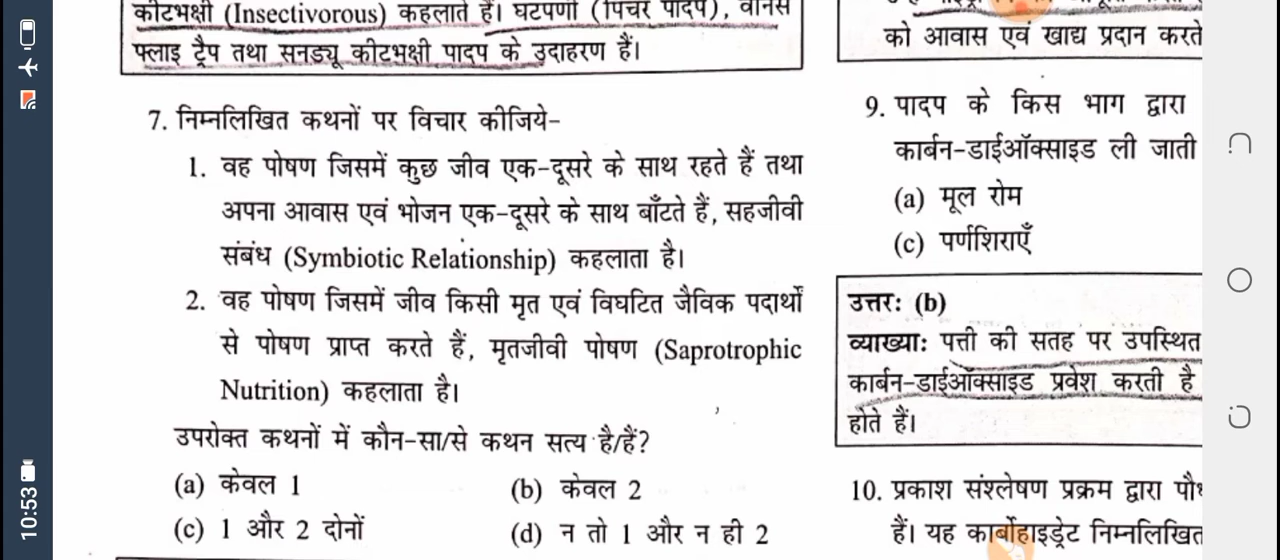 कीटभक्षी (Insectivorous) कहलाते हैं। घटपर्णी (पिचर पादप), वीनस
फ्लाई ट्रैप तथा सनड्यू कीटभक्षी पादप के उदाहरण हैं।
7. निम्नलिखित कथनों पर विचार कीजिये-
1. वह पोषण जिसमें कुछ जीव एक-दूसरे के साथ रहते हैं तथा
अपना आवास एवं भोजन एक-दूसरे के साथ बाँटते हैं, सहजीवी
संबंध (Symbiotic Relationship) कहलाता है।
2. वह पोषण जिसमें जीव किसी मृत एवं विघटित जैविक पदार्थों
से पोषण प्राप्त करते हैं, मृतजीवी पोषण (Saprotrophic
Nutrition) कहलाता है।
उपरोक्त कथनों में कौन-सा/से कथन सत्य है/हैं?
(a) केवल 1
(b) केवल 2
(c) 1 और 2 दोनों
(d) न तो 1 और न ही 2
को आवास एवं खाद्य प्रदान करते
9. पादप के किस भाग द्वारा
कार्बन-डाईऑक्साइड ली जाती
(a) मूल रोम
(c) पर्णशिराएँ
उत्तर: (b)
व्याख्या: पत्ती की सतह पर उपस्थित
कार्बन-डाईऑक्साइड प्रवेश करती है
होते हैं।
10. प्रकाश संश्लेषण प्रक्रम द्वारा
हैं। यह कार्बोहाइड्रेट निम्नलिखित
10:53